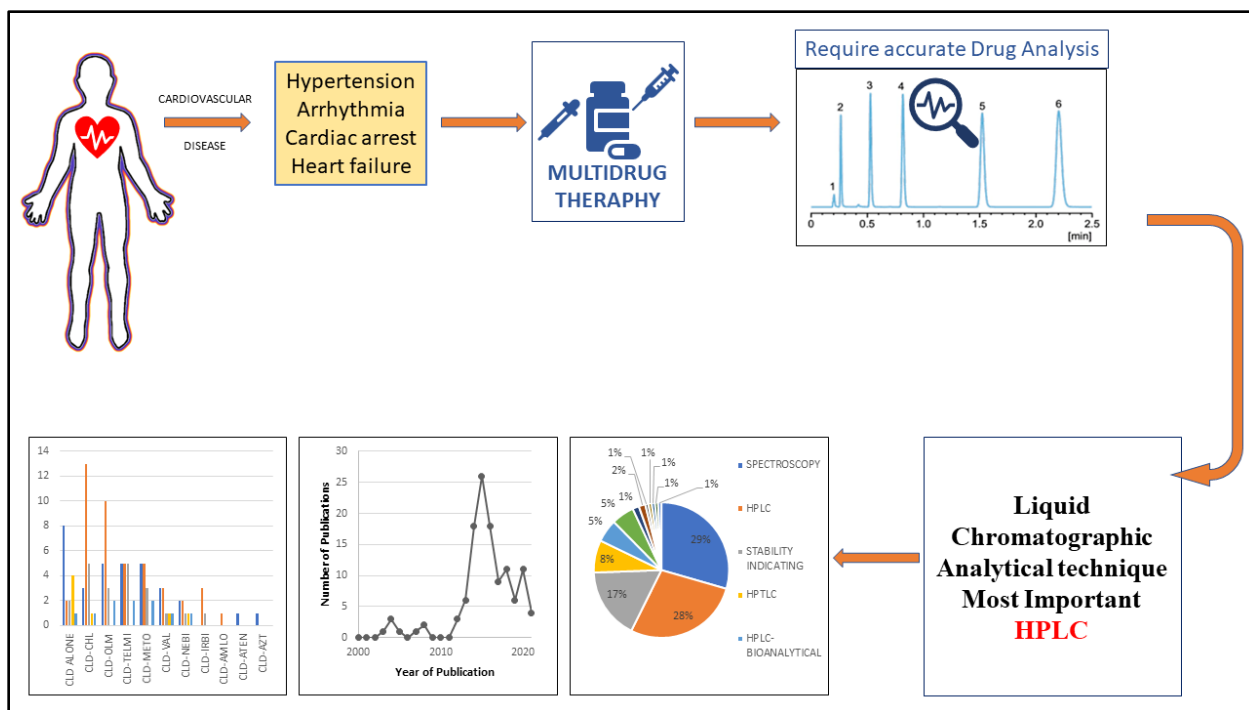 CARDIOVASCULAR
DISEASE
Hypertension
Arrhythmia
Cardiac arrest
Heart failure
MULTIDRUG
THERAPHY
Require accurate Drug Analysis
1
2
3
4
5
6
0
0.5
1.0
1.5
2.0
2.5
[min]
14
12
10
8
6
4
2
0
CLD ALONE
CLD-CHL
CLD-OLM
CLD-TELMI
CLD-METO
CLD-VAL
CLD-NEBI
CLD-IRBI
CLD-AMLO
CLD-ATEN
CLD-AZT
Number of Publications
30
25
20
15
10
5
0
2000
2010
2020
Year of Publication
1%
1%
1%
2%
1%
1%
1%
5%
5%
8%
17%
28%
29%
SPECTROSCOPY
HPLC
STABILITY
INDICATING
HPTLC
HPLC-
BIOANALYTICAL
Liquid
Chromatographic
Analytical technique
Most Important
HPLC